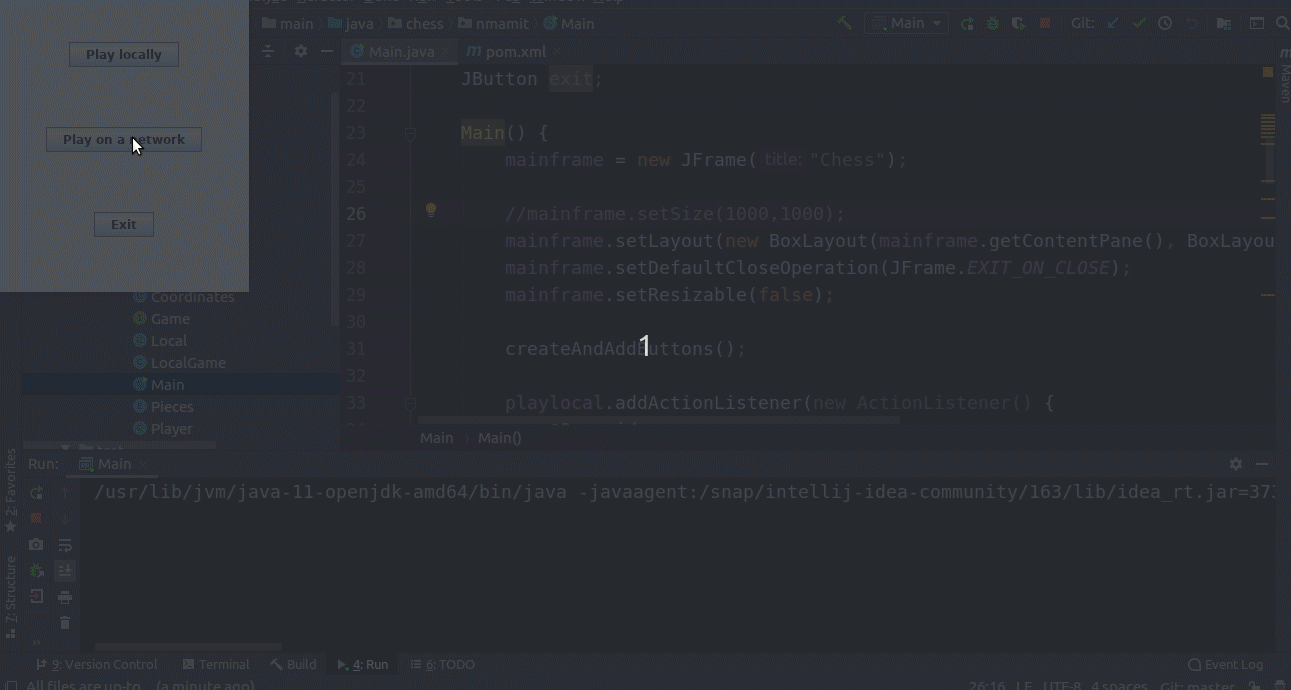 main java chess nmamit Main
Main
Git:
Play locally
Play on a network
Exit
Main.java
pom.xml
Maven
21 JButton exit;
22
23 Main() {
24 mainframe = new JFrame( title: "Chess");
25
26 //mainframe.setSize(1000,1000);
27 mainframe.setLayout(new BoxLayout(mainframe.getContentPane(), BoxLayou
28 mainframe.setDefaultCloseOperation(JFrame.EXIT_ON_CLOSE);
29 mainframe.setResizable(false);
30
31 createAndAddButtons();
1
32
33 playlocal.addActionListener(new ActionListener() {
Coordinates
Game
Local
LocalGame
Main
Pieces
Player
Main Main()
Run: Main
/usr/lib/jvm/java-11-openjdk-amd64/bin/java -javaagent:/snap/intellij-idea-community/163/lib/idea_rt.jar=373
2: Favorites
7: Structure
9: Version Control Terminal Build 4: Run 6: TODO Event Log
All files are up-to... (a minute ago) 26:16 LF UTF-8 4 spaces Git: master